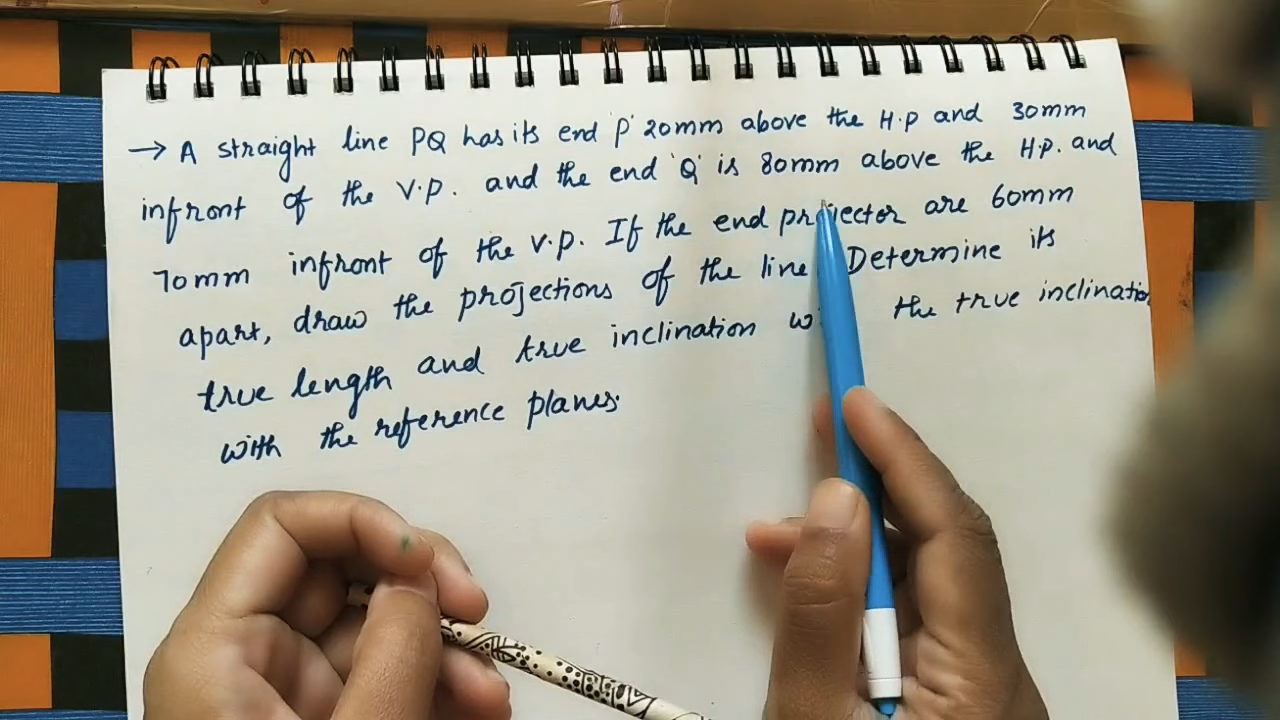 → A straight line PQ has its end 'P' 20mm above the H.P and 30mm
infront of the V.P. and the end 'Q' is 80mm above the H.P. and
70mm infront of the V.P. If the end projector are 60mm
apart, draw the projections of the line Determine its
true length and true inclination the true inclination
with the reference planes.